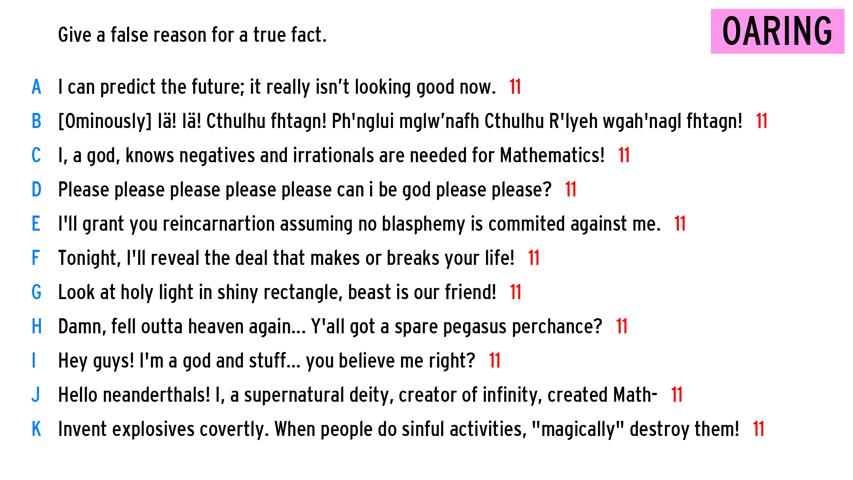 Give a false reason for a true fact.
OARING
A I can predict the future; it really isn't looking good now. 11
B [Ominously] Iä! Iä! Cthulhu fhtagn! Ph'nglui mglw'nafh Cthulhu R'lyeh wgah'nagl fhtagn! 11
C I, a god, knows negatives and irrationals are needed for Mathematics! 11
D Please please please please please can i be god please please? 11
E I'll grant you reincarnartion assuming no blasphemy is commited against me. 11
F Tonight, I'll reveal the deal that makes or breaks your life! 11
G Look at holy light in shiny rectangle, beast is our friend! 11
H Damn, fell outta heaven again... Y'all got a spare pegasus perchance? 11
I Hey guys! I'm a god and stuff... you believe me right? 11
J Hello neanderthals! I, a supernatural deity, creator of infinity, created Math- 11
K Invent explosives covertly. When people do sinful activities, "magically" destroy them! 11